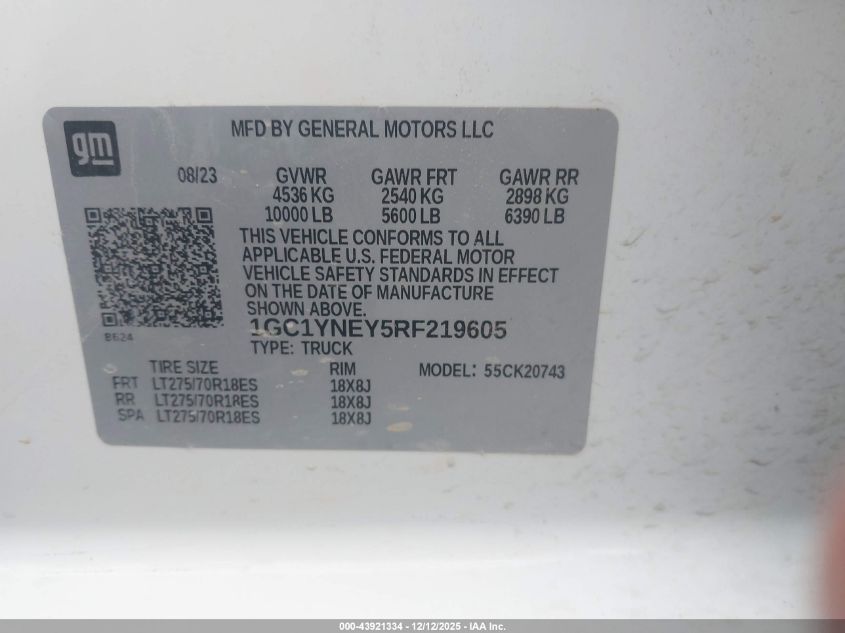 gm
MFD BY GENERAL MOTORS LLC
08/23 GVWR GAWR FRT GAWR RR
4536 KG 2540 KG 2898 KG
10000 LB 5600 LB 6390 LB
THIS VEHICLE CONFORMS TO ALL
APPLICABLE U.S. FEDERAL MOTOR
VEHICLE SAFETY STANDARDS IN EFFECT
ON THE DATE OF MANUFACTURE
SHOWN ABOVE.
1GC1YNEY5RF219605
B624
TYPE: TRUCK
TIRE SIZE RIM MODEL: 55CK20743
FRT LT275/70R18ES 18X8J
RR LT275/70R18ES 18X8J
SPA LT275/70R18ES 18X8J
000-43921334 - 12/12/2025 - IAA Inc.